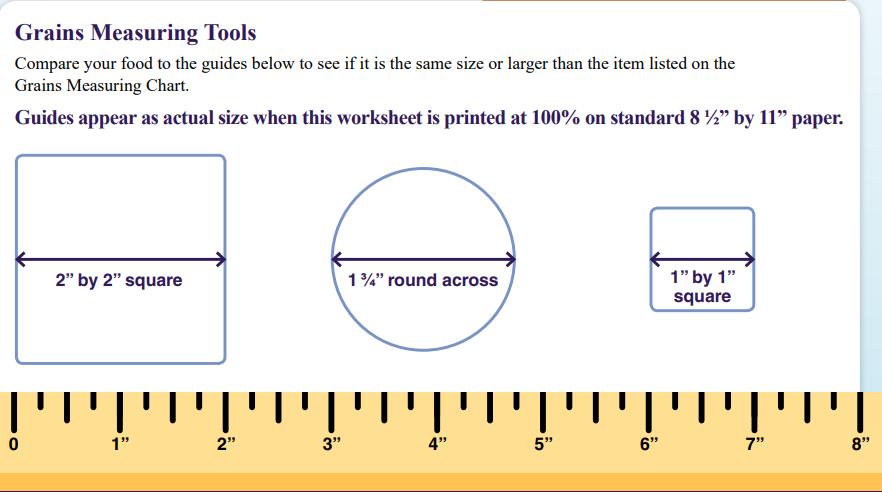 Grains Measuring Tools
Compare your food to the guides below to see if it is the same size or larger than the item listed on the
Grains Measuring Chart.
Guides appear as actual size when this worksheet is printed at 100% on standard 8 ½” by 11” paper.
2” by 2” square
1 ¾” round across
1” by 1”
square
0 1” 2” 3” 4” 5” 6” 7” 8”